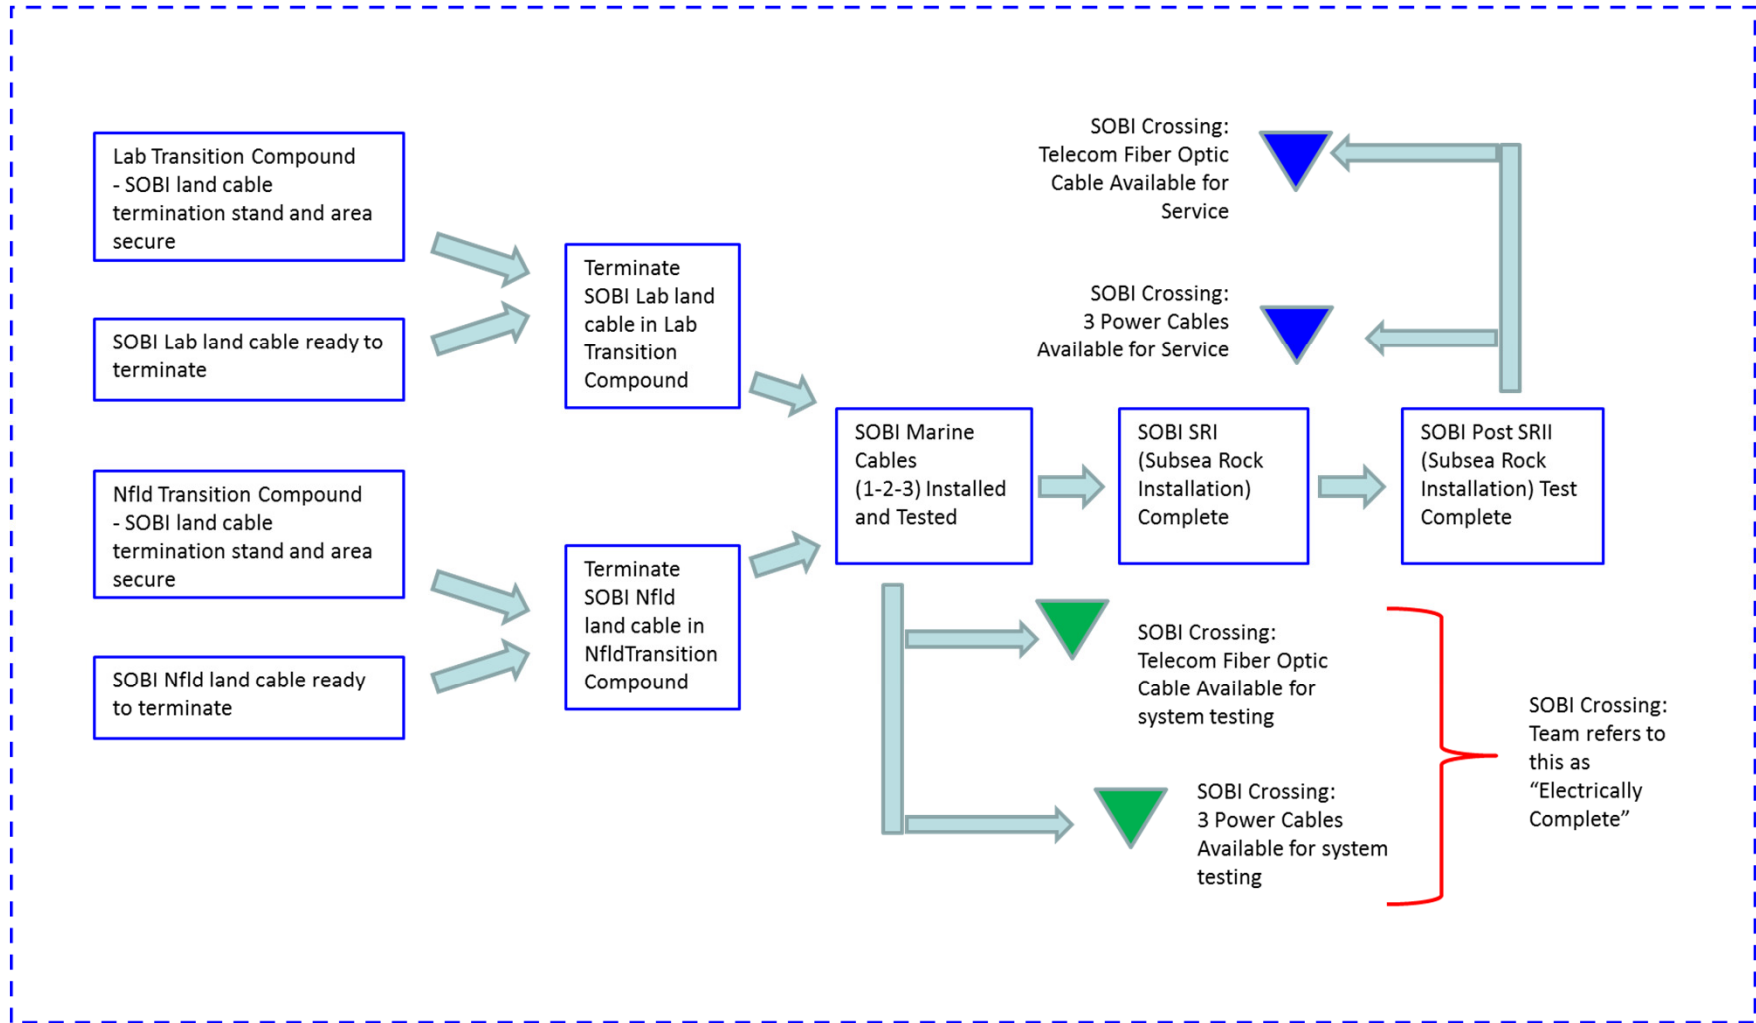 Lab Transition Compound
- SOBI land cable
termination stand and area
secure
SOBI Lab land cable ready to
terminate
Nfld Transition Compound
- SOBI land cable
termination stand and area
secure
SOBI Nfld land cable ready
to terminate
Terminate
SOBI Lab land
cable in Lab
Transition
Compound
Terminate
SOBI Nfld
land cable in
NfldTransition
Compound
SOBI Marine
Cables
(1-2-3) Installed
and Tested
SOBI SRI
(Subsea Rock
Installation)
Complete
SOBI Post SRII
(Subsea Rock
Installation) Test
Complete
SOBI Crossing:
Telecom Fiber Optic
Cable Available for
Service
SOBI Crossing:
3 Power Cables
Available for Service
SOBI Crossing:
Telecom Fiber Optic
Cable Available for
system testing
SOBI Crossing:
3 Power Cables
Available for system
testing
SOBI Crossing:
Team refers to
this as
“Electrically
Complete”